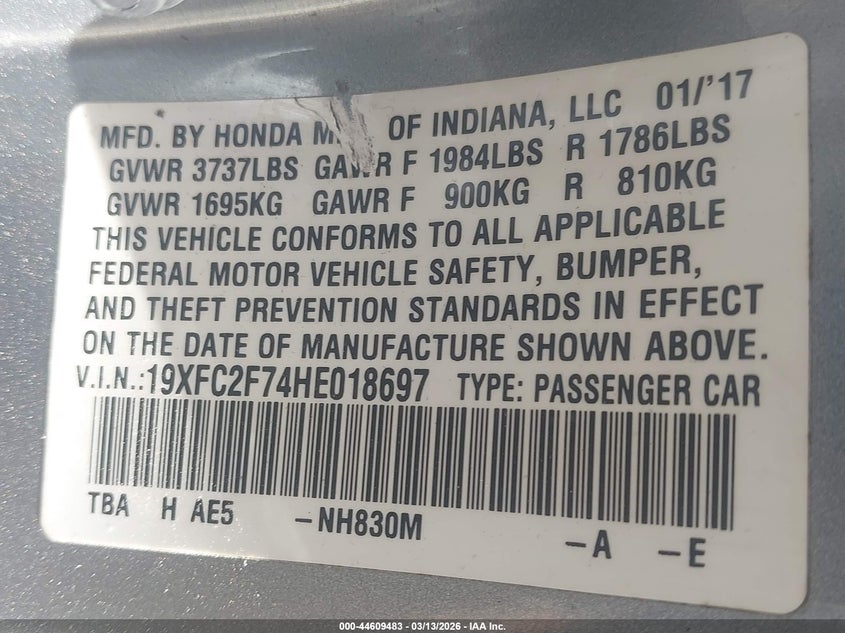 MFD. BY HONDA M OF INDIANA, LLC 01/'17
GVWR 3737LBS GAWR F 1984LBS R 1786LBS
GVWR 1695KG GAWR F 900KG R 810KG
THIS VEHICLE CONFORMS TO ALL APPLICABLE
FEDERAL MOTOR VEHICLE SAFETY, BUMPER,
AND THEFT PREVENTION STANDARDS IN EFFECT
ON THE DATE OF MANUFACTURE SHOWN ABOVE.
V.I.N.:19XFC2F74HE018697 TYPE: PASSENGER CAR
TBA H AE5 -NH830M -A -E
000-44609483 - 03/13/2026 - IAA Inc.